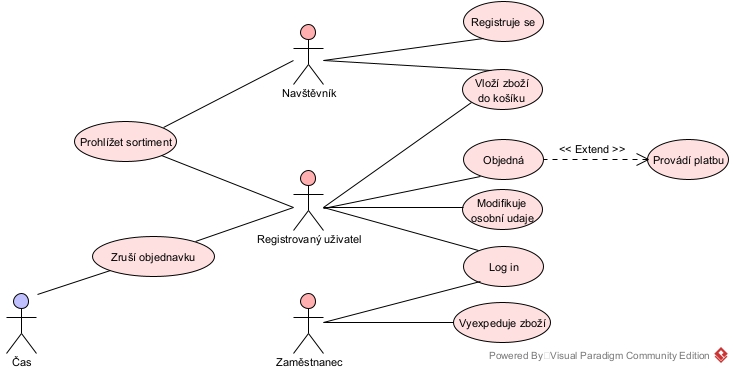 Registruje se
Navštěvník
Vloží zboží
do košíku
Prohlížet sortiment
Objedná
<< Extend >>
Provádí platbu
Modifikuje
osobní udaje
Registrovaný uživatel
Zruší objednavku
Log in
Čas
Zaměstnanec
Vyexpeduje zboží
Powered By Visual Paradigm Community Edition